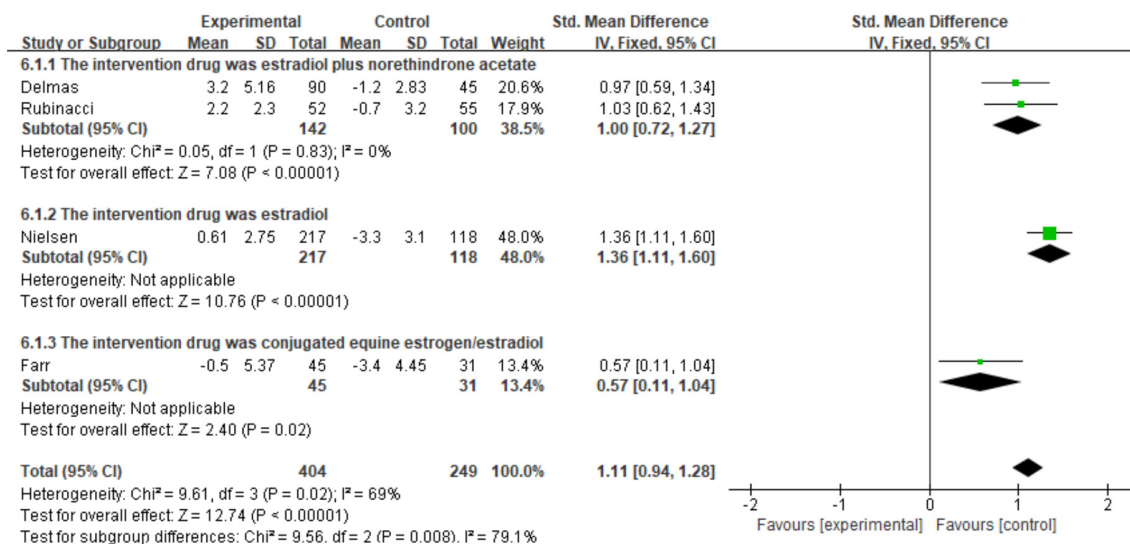 Experimental Control Std. Mean Difference Std. Mean Difference
Study or Subgroup Mean SD Total Mean SD Total Weight IV, Fixed, 95% CI IV, Fixed, 95% CI
6.1.1 The intervention drug was estradiol plus norethindrone acetate
Delmas 3.2 5.16 90 -1.2 2.83 45 20.6% 0.97 [0.59, 1.34]
Rubinacci 2.2 2.3 52 -0.7 3.2 55 17.9% 1.03 [0.62, 1.43]
Subtotal (95% CI) 142 100 38.5% 1.00 [0.72, 1.27]
Heterogeneity: Chi² = 0.05, df = 1 (P = 0.83); I² = 0%
Test for overall effect: Z = 7.08 (P < 0.00001)
6.1.2 The intervention drug was estradiol
Nielsen 0.61 2.75 217 -3.3 3.1 118 48.0% 1.36 [1.11, 1.60]
Subtotal (95% CI) 217 118 48.0% 1.36 [1.11, 1.60]
Heterogeneity: Not applicable
Test for overall effect: Z = 10.76 (P < 0.00001)
6.1.3 The intervention drug was conjugated equine estrogen/estradiol
Farr -0.5 5.37 45 -3.4 4.45 31 13.4% 0.57 [0.11, 1.04]
Subtotal (95% CI) 45 31 13.4% 0.57 [0.11, 1.04]
Heterogeneity: Not applicable
Test for overall effect: Z = 2.40 (P = 0.02)
Total (95% CI) 404 249 100.0% 1.11 [0.94, 1.28]
Heterogeneity: Chi² = 9.61, df = 3 (P = 0.02); I² = 69%
Test for overall effect: Z = 12.74 (P < 0.00001)
Test for subgroup differences: Chi² = 9.56, df = 2 (P = 0.008), I² = 79.1%
-2 -1 0 1 2
Favours [experimental] Favours [control]